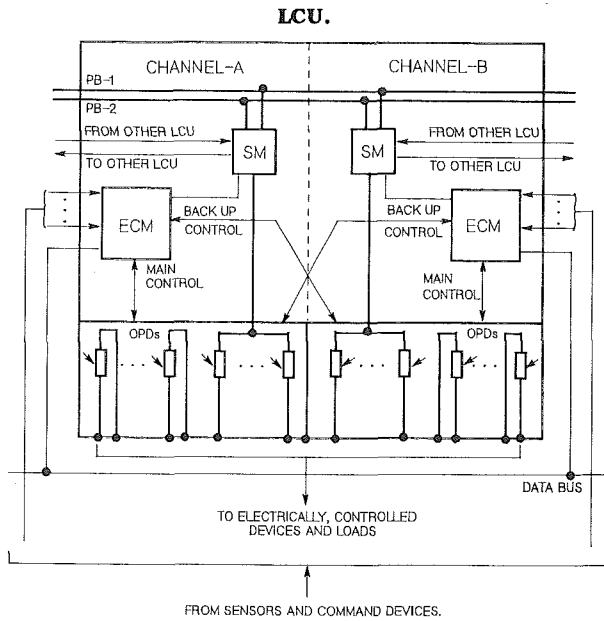 LCU.
CHANNEL-A
CHANNEL-B
PB-1
PB-2
FROM OTHER LCU
TO OTHER LCU
SM
SM
FROM OTHER LCU
TO OTHER LCU
ECM
BACK UP
CONTROL
BACK UP
CONTROL
ECM
MAIN
CONTROL
MAIN
CONTROL
OPDs
OPDs
DATA BUS
TO ELECTRICALLY, CONTROLLED
DEVICES AND LOADS
FROM SENSORS AND COMMAND DEVICES.